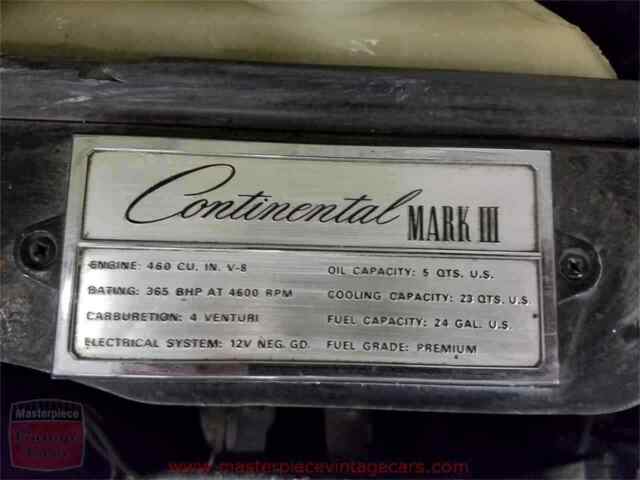 Continental MARK III
ENGINE: 460 CU. IN. V-8
RATING: 365 BHP AT 4600 RPM
CARBURETION: 4 VENTURI
ELECTRICAL SYSTEM: 12V NEG. GD.
OIL CAPACITY: 5 QTS. U.S.
COOLING CAPACITY: 23 QTS. U.S.
FUEL CAPACITY: 24 GAL. U.S.
FUEL GRADE: PREMIUM
Masterpiece
Vintage
Cars
www.masterpiecevintagecars.com